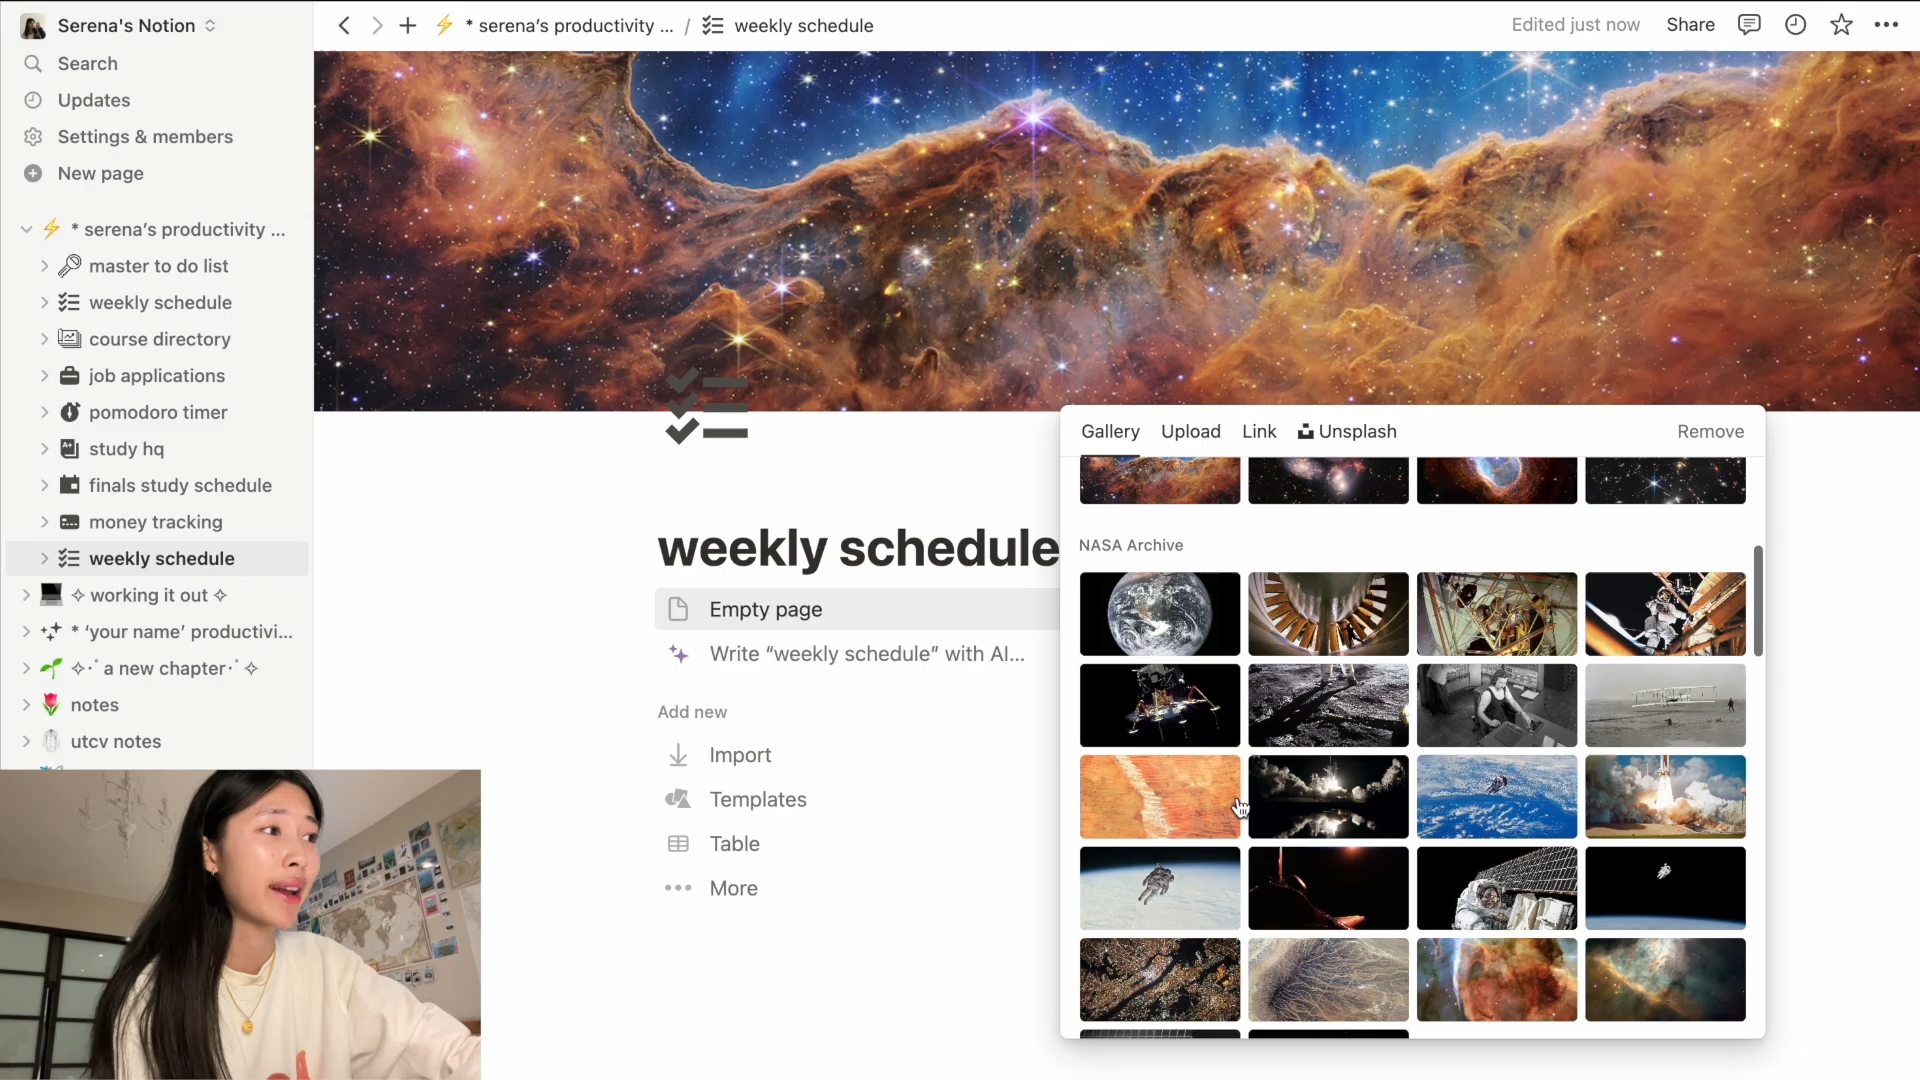 Serena's Notion
Search
Updates
Settings & members
New page
* serena's productivity ...
master to do list
weekly schedule
course directory
job applications
pomodoro timer
study hq
finals study schedule
money tracking
weekly schedule
✧ working it out ✧
* ‘your name’ productivi...
✧･ﾟ a new chapter･ﾟ ✧
notes
utcv notes
* serena's productivity ... / weekly schedule
Edited just now
Share
weekly schedule
Empty page
Write “weekly schedule” with AI...
Add new
Import
Templates
Table
More
Gallery Upload Link Unsplash Remove
NASA Archive